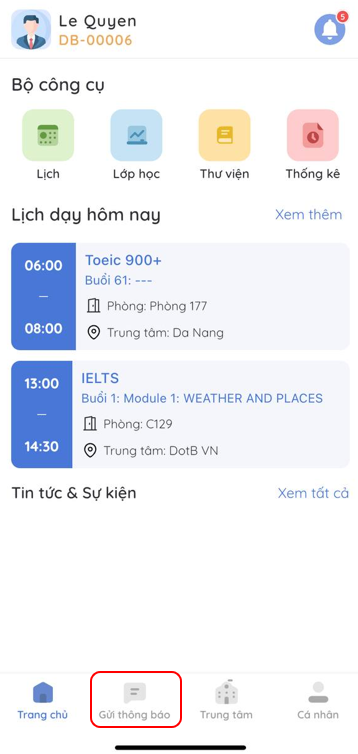 Le Quyen
5
DB-00006
Bộ công cụ
Lịch
Lớp học
Thư viện
Thống kê
Lịch dạy hôm nay
Xem thêm
06:00
—
08:00
Toeic 900+
Buổi 61: ---
Phòng: Phòng 177
Trung tâm: Da Nang
13:00
—
14:30
IELTS
Buổi 1: Module 1: WEATHER AND PLACES
Phòng: C129
Trung tâm: DotB VN
Tin tức & Sự kiện
Xem tất cả
Trang chủ
Gửi thông báo
Trung tâm
Cá nhân